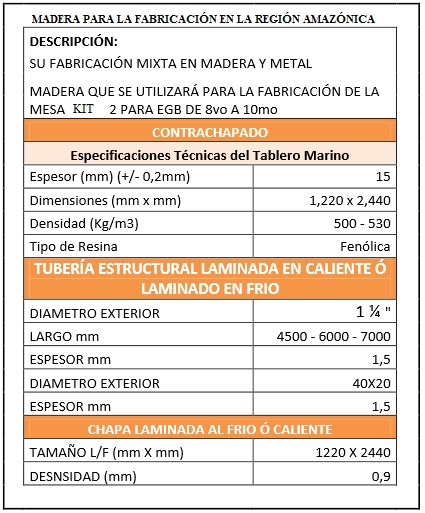 MADERA PARA LA FABRICACIÓN EN LA REGIÓN AMAZÓNICA
DESCRIPCIÓN:
SU FABRICACIÓN MIXTA EN MADERA Y METAL
MADERA QUE SE UTILIZARÁ PARA LA FABRICACIÓN DE LA
MESA KIT 2 PARA EGB DE 8vo A 10mo
CONTRACHAPADO
Especificaciones Técnicas del Tablero Marino
Espesor (mm) (+/- 0,2mm) 15
Dimensiones (mm x mm) 1,220 x 2,440
Densidad (Kg/m3) 500 - 530
Tipo de Resina Fenólica
TUBERÍA ESTRUCTURAL LAMINADA EN CALIENTE Ó
LAMINADO EN FRIO
DIAMETRO EXTERIOR 1 ¼ "
LARGO mm 4500 - 6000 - 7000
ESPESOR mm 1,5
DIAMETRO EXTERIOR 40X20
ESPESOR mm 1,5
CHAPA LAMINADA AL FRIO Ó CALIENTE
TAMAÑO L/F (mm X mm) 1220 X 2440
DESNSIDAD (mm) 0,9